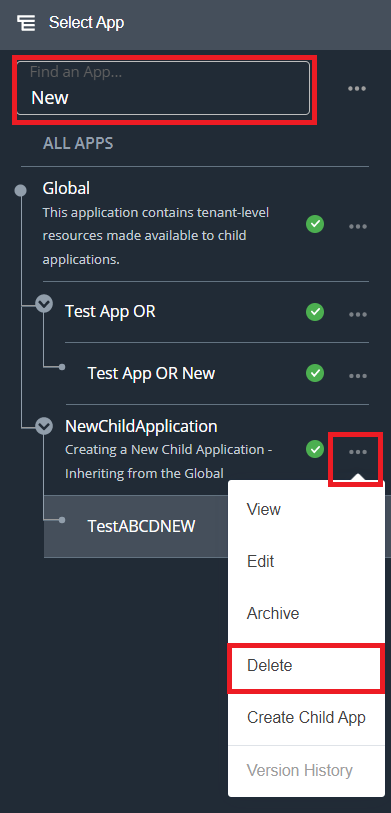 Select App
Find an App...
New
ALL APPS
Global
This application contains tenant-level
resources made available to child
applications.
Test App OR
Test App OR New
NewChildApplication
Creating a New Child Application -
Inheriting from the Global
TestABCDNEW
View
Edit
Archive
Delete
Create Child App
Version History